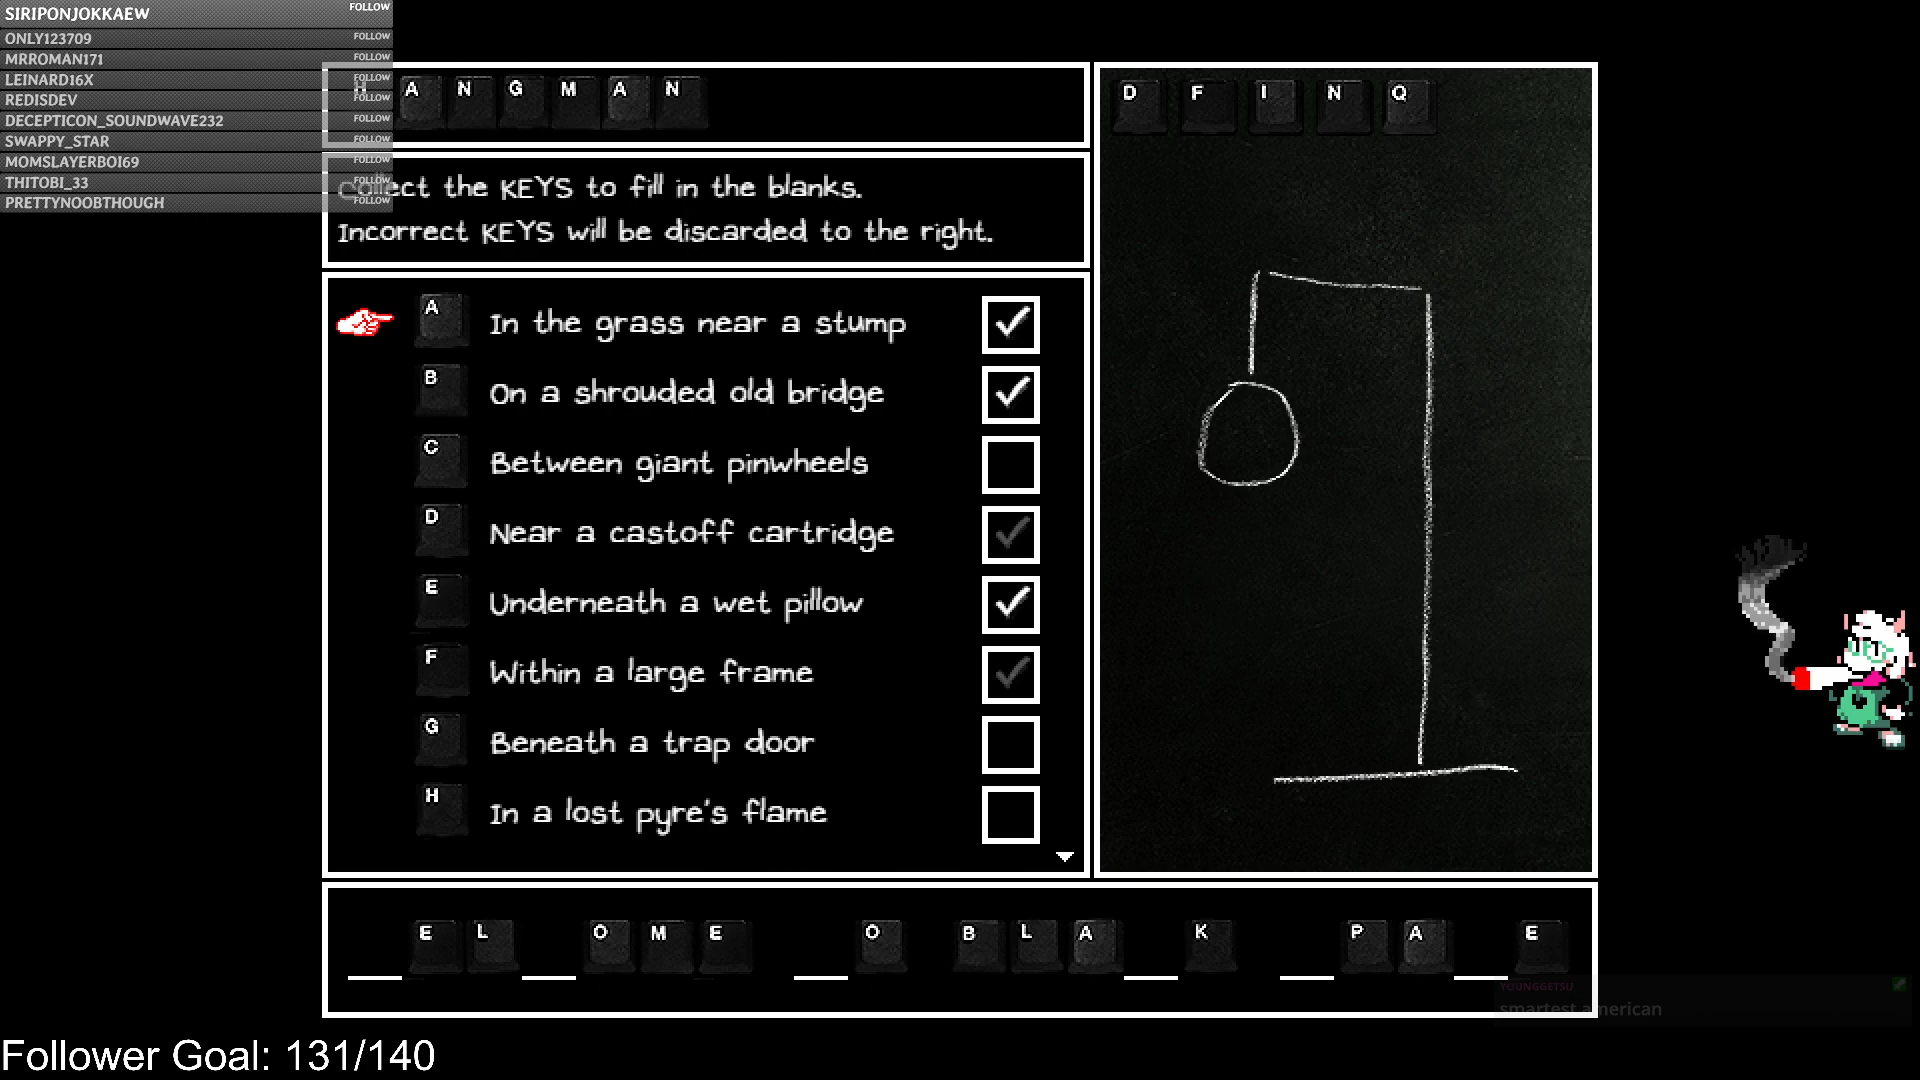 SIRIPONJOKKAEW FOLLOW
ONLY123709 FOLLOW
MRROMAN171 FOLLOW
LEINARD16X FOLLOW
REDISDEV FOLLOW
DECEPTICON_SOUNDWAVE232 FOLLOW
SWAPPY_STAR FOLLOW
MOMSLAYERBOI69 FOLLOW
THITOBI_33 FOLLOW
PRETTYNOOBTHOUGH FOLLOW
H A N G M A N
Collect the KEYS to fill in the blanks.
Incorrect KEYS will be discarded to the right.
A In the grass near a stump
B On a shrouded old bridge
C Between giant pinwheels
D Near a castoff cartridge
E Underneath a wet pillow
F Within a large frame
G Beneath a trap door
H In a lost pyre's flame
D F I N Q
_ E L _ O M E _ O B L A _ K _ P A _ E
YOUNGGETSU
smartest american
Follower Goal: 131/140